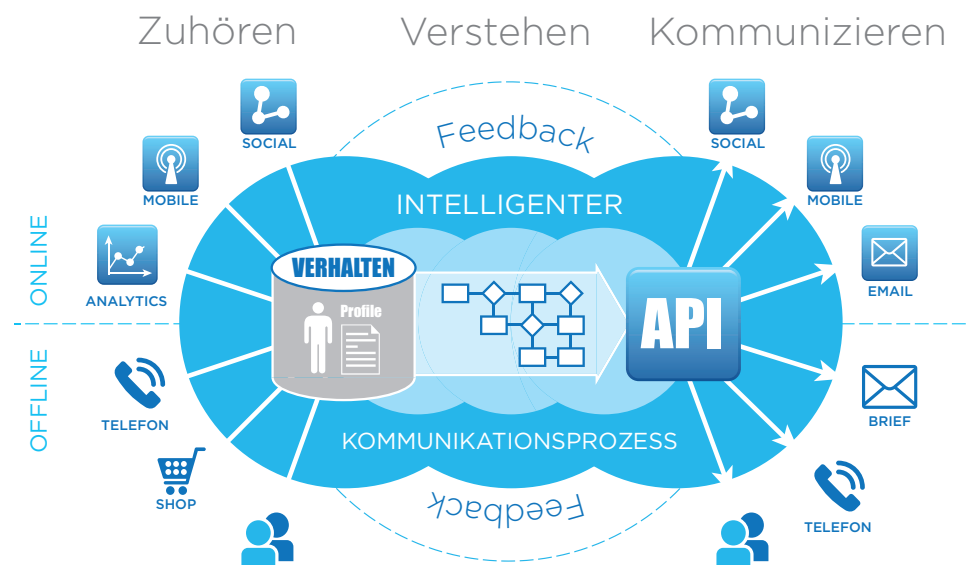 Zuhören
Verstehen
Kommunizieren
SOCIAL
MOBILE
ANALYTICS
ONLINE
OFFLINE
TELEFON
SHOP
Feedback
INTELLIGENTER
VERHALTEN
Profile
API
KOMMUNIKATIONSPROZESS
Feedback
SOCIAL
MOBILE
EMAIL
BRIEF
TELEFON